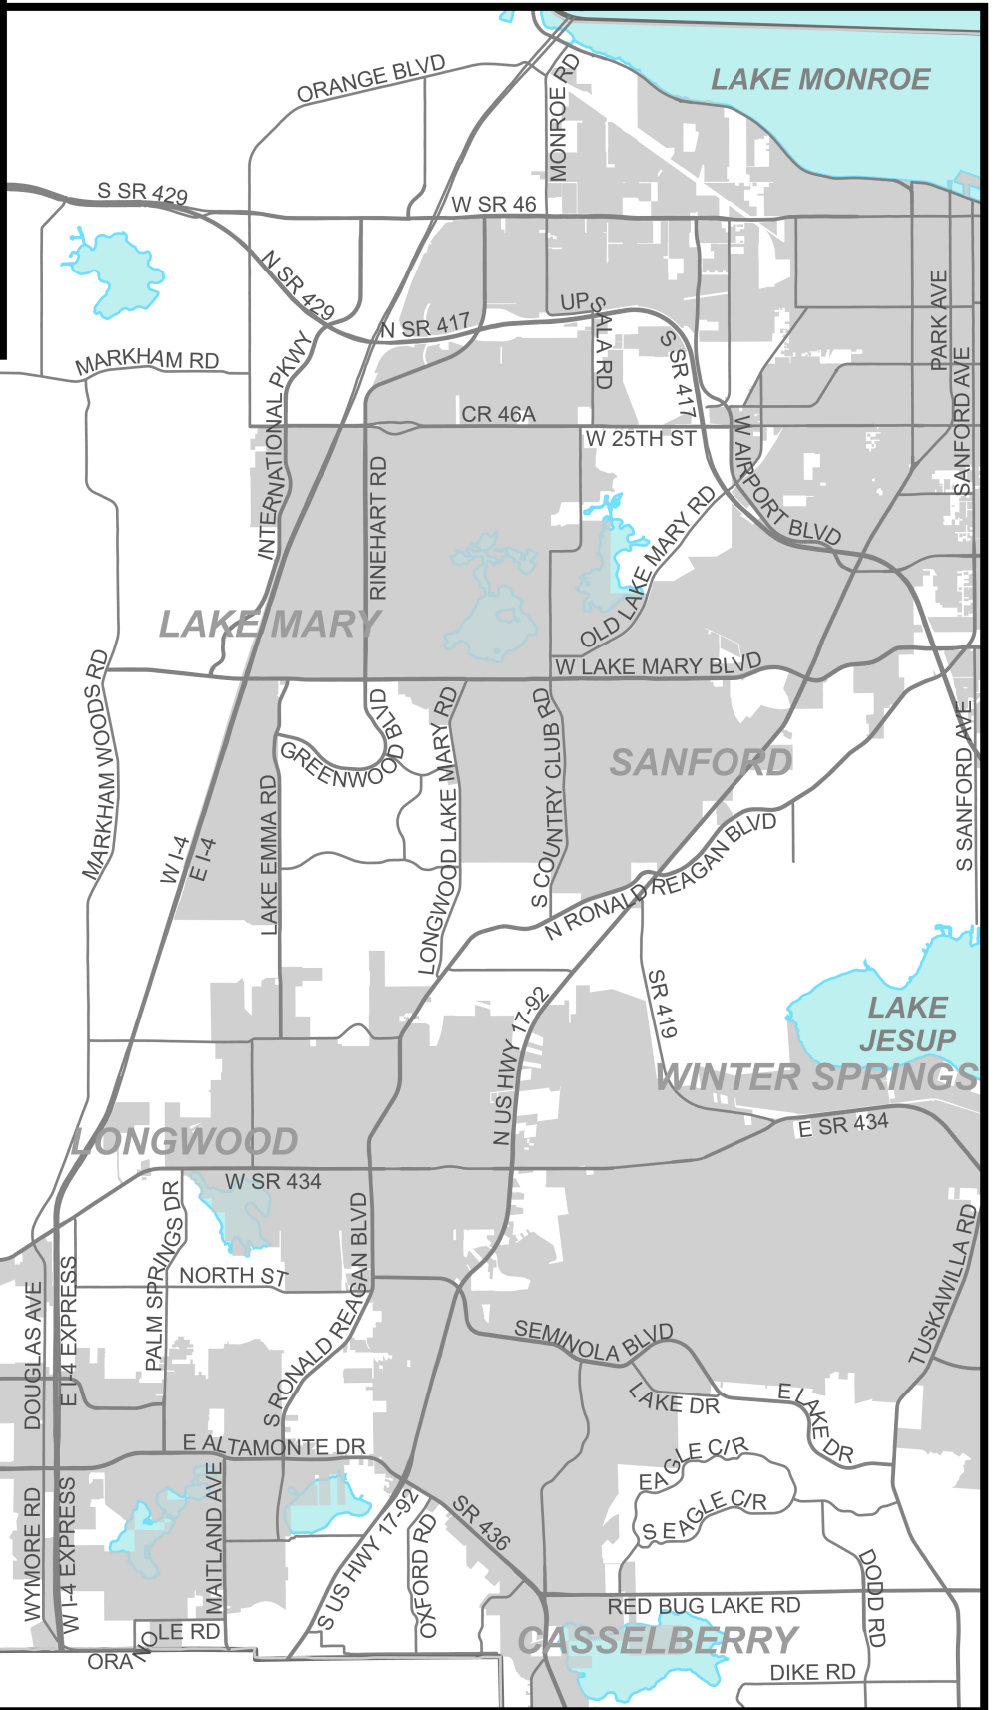 LAKE MONROE
ORANGE BLVD
MONROE RD
S SR 429
W SR 46
N SR 429
N SR 417
UPSALA RD
S SR 417
PARK AVE
MARKHAM RD
INTERNATIONAL PKWY
CR 46A
W 25TH ST
SANFORD AVE
RINEHART RD
W AIRPORT BLVD
OLD LAKE MARY RD
LAKE MARY
W LAKE MARY BLVD
MARKHAM WOODS RD
GREENWOOD BLVD
LONGWOOD LAKE MARY RD
S COUNTRY CLUB RD
SANFORD
S SANFORD AVE
LAKE EMMA RD
W I-4
E I-4
N RONALD REAGAN BLVD
SR 419
LAKE
JESUP
N US HWY 17-92
WINTER SPRINGS
LONGWOOD
E SR 434
W SR 434
PALM SPRINGS DR
S RONALD REAGAN BLVD
NORTH ST
TUSKAWILLA RD
DOUGLAS AVE
E I-4 EXPRESS
SEMINOLA BLVD
LAKE DR
E LAKE DR
E ALTAMONTE DR
EAGLE CIR
S EAGLE CIR
WYMORE RD
W I-4 EXPRESS
MAITLAND AVE
S US HWY 17-92
SR 436
OXFORD RD
DODD RD
RED BUG LAKE RD
CASSELBERRY
ORANOLE RD
DIKE RD